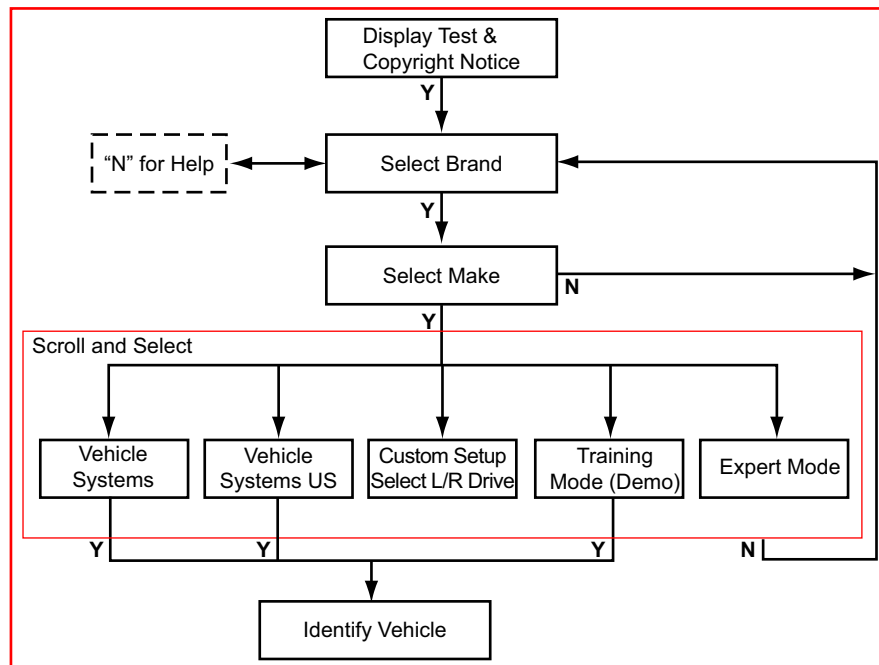 Display Test &
Copyright Notice
Y
“N” for Help
Select Brand
Y
Select Make
N
Y
Scroll and Select
Vehicle
Systems
Vehicle
Systems US
Custom Setup
Select L/R Drive
Training
Mode (Demo)
Expert Mode
Y
Y
Y
N
Identify Vehicle